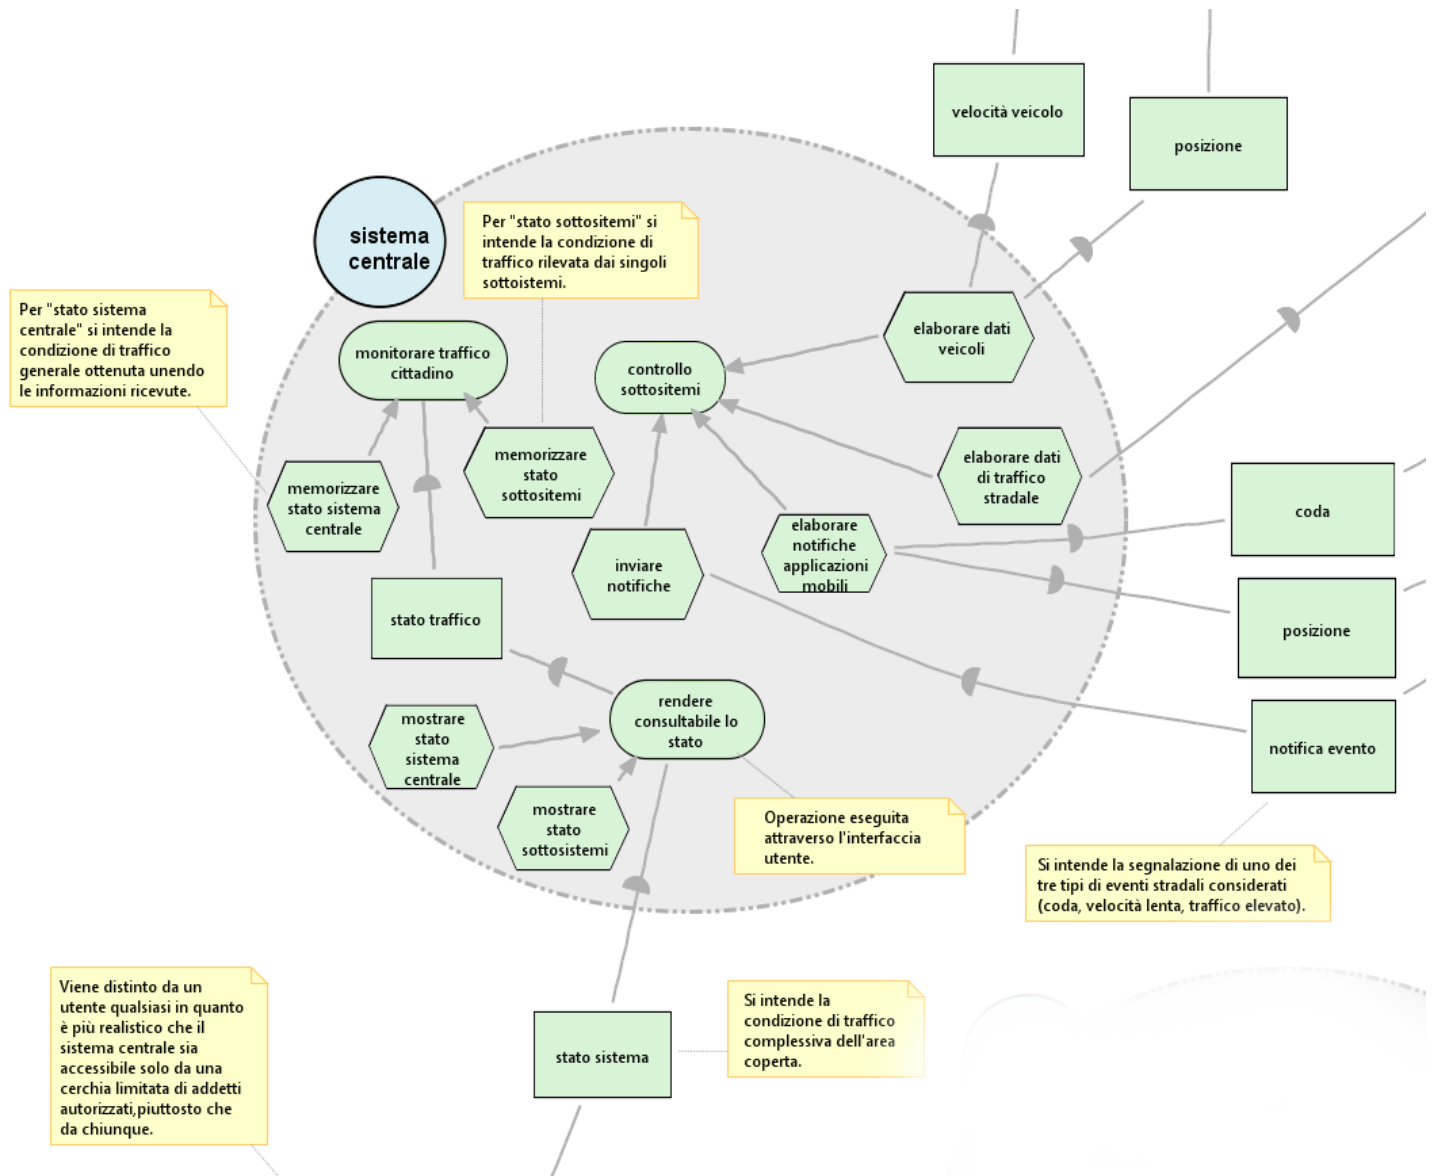 velocità veicolo
posizione
sistema
centrale
Per "stato sottositemi" si
intende la condizione di
traffico rilevata dai singoli
sottoistemi.
Per "stato sistema
centrale" si intende la
condizione di traffico
generale ottenuta unendo
le informazioni ricevute.
monitorare traffico
cittadino
controllo
sottositemi
elaborare dati
veicoli
memorizzare
stato sistema
centrale
memorizzare
stato
sottositemi
elaborare dati
di traffico
stradale
inviare
notifiche
elaborare
notifiche
applicazioni
mobili
coda
posizione
stato traffico
notifica evento
rendere
consultabile lo
stato
mostrare
stato
sistema
centrale
mostrare
stato
sottosistemi
Operazione eseguita
attraverso l'interfaccia
utente.
Si intende la segnalazione di uno dei
tre tipi di eventi stradali considerati
(coda, velocità lenta, traffico elevato).
Viene distinto da un
utente qualsiasi in quanto
è più realistico che il
sistema centrale sia
accessibile solo da una
cerchia limitata di addetti
autorizzati,piuttosto che
da chiunque.
stato sistema
Si intende la
condizione di traffico
complessiva dell'area
coperta.